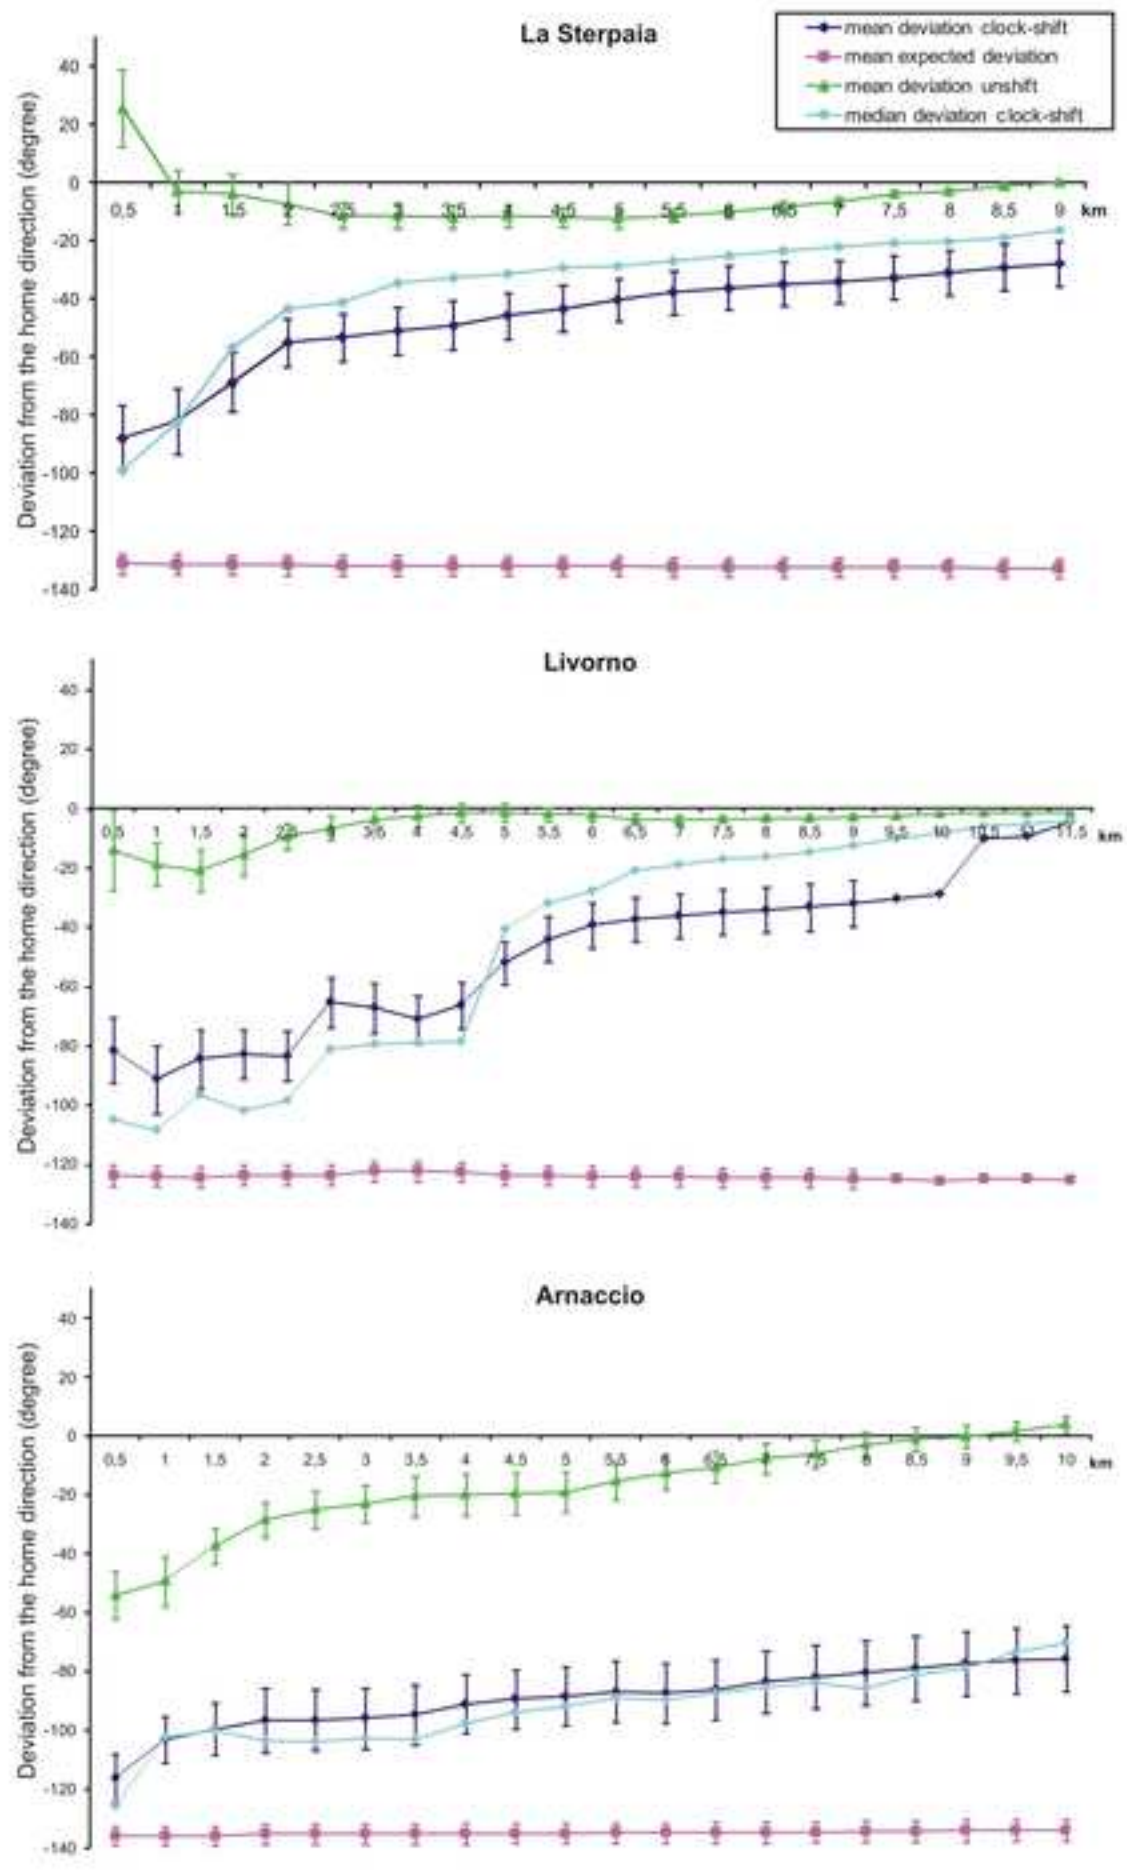 La Sterpaia
mean deviation clock-shift
mean expected deviation
mean deviation unshift
median deviation clock-shift
Deviation from the home direction (degree)
40
20
0
-20
-40
-60
-80
-100
-120
-140
0,5 1 1,5 2 2,5 3 3,5 4 4,5 5 5,5 6 6,5 7 7,5 8 8,5 9 km
Livorno
Deviation from the home direction (degree)
40
20
0
-20
-40
-60
-80
-100
-120
-140
0,5 1 1,5 2 2,5 3 3,5 4 4,5 5 5,5 6 6,5 7 7,5 8 8,5 9 9,5 10 10,5 11 11,5 km
Arnaccio
Deviation from the home direction (degree)
40
20
0
-20
-40
-60
-80
-100
-120
-140
0,5 1 1,5 2 2,5 3 3,5 4 4,5 5 5,5 6 6,5 7 7,5 8 8,5 9 9,5 10 km